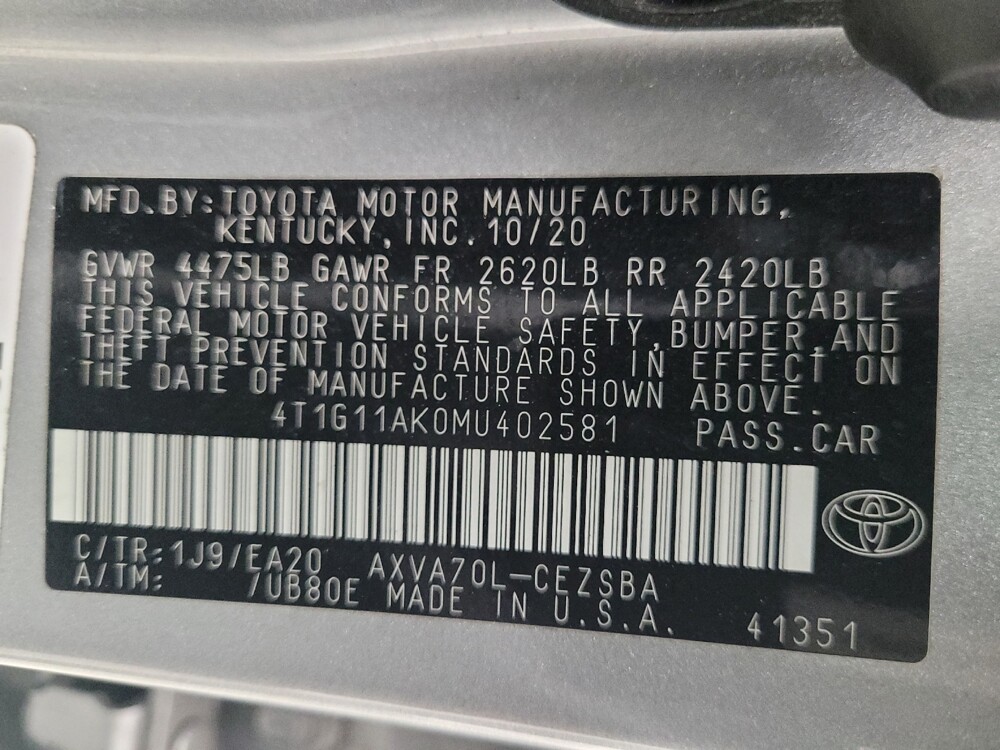 MFD.BY:TOYOTA MOTOR MANUFACTURING,
KENTUCKY, INC. 10/20
GVWR 4475LB GAWR FR 2620LB RR 2420LB
THIS VEHICLE CONFORMS TO ALL APPLICABLE
FEDERAL MOTOR VEHICLE SAFETY, BUMPER, AND
THEFT PREVENTION STANDARDS IN EFFECT ON
THE DATE OF MANUFACTURE SHOWN ABOVE.
4T1G11AK0MU402581 PASS.CAR
C/TR:1J9/EA20 AXVA70L-CEZSBA
A/TM: /UB80E MADE IN U.S.A. 41351